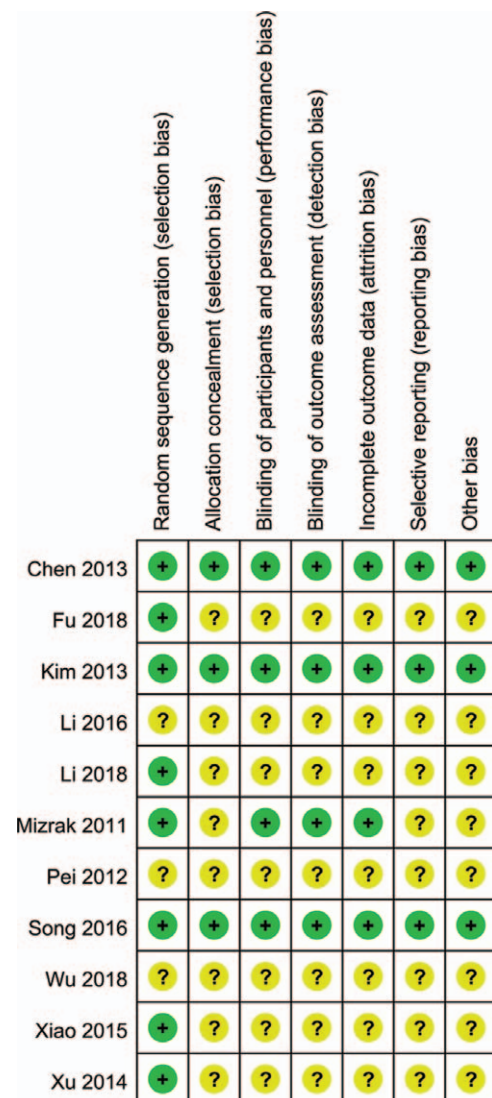 Random sequence generation (selection bias)
Allocation concealment (selection bias)
Blinding of participants and personnel (performance bias)
Blinding of outcome assessment (detection bias)
Incomplete outcome data (attrition bias)
Selective reporting (reporting bias)
Other bias
Chen 2013 + + + + + + +
Fu 2018 + ? ? ? ? ? ?
Kim 2013 + + + + + + +
Li 2016 ? ? ? ? ? ? ?
Li 2018 + ? ? ? ? ? ?
Mizrak 2011 + ? + + + ? ?
Pei 2012 ? ? ? ? ? ? ?
Song 2016 + + + + + + +
Wu 2018 ? ? ? ? ? ? ?
Xiao 2015 + ? ? ? ? ? ?
Xu 2014 + ? ? ? ? ? ?